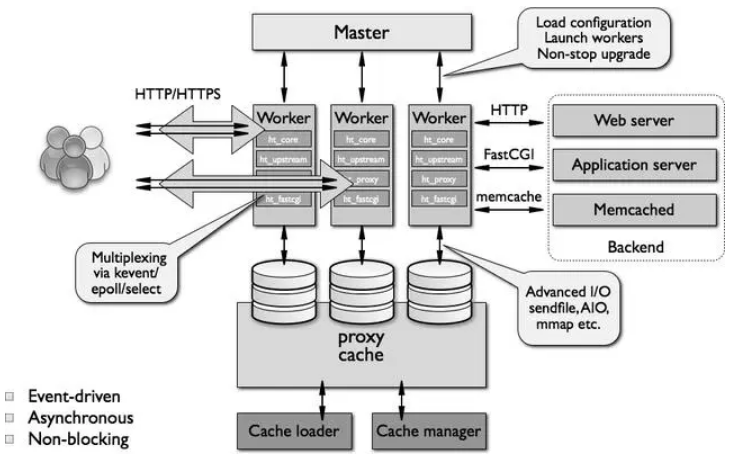 Master
Load configuration
Launch workers
Non-stop upgrade
HTTP/HTTPS
Worker
ht_core
ht_upstream
ht_fastcgi
Worker
ht_core
ht_upstream
_proxy
ht_fastcgi
Worker
ht_core
ht_upstream
ht_proxy
ht_fastcgi
HTTP
FastCGI
memcache
Web server
Application server
Memcached
Backend
Multiplexing
via kevent/
epoll/select
Advanced I/O
sendfile, AIO,
mmap etc.
proxy
cache
Event-driven
Asynchronous
Non-blocking
Cache loader
Cache manager